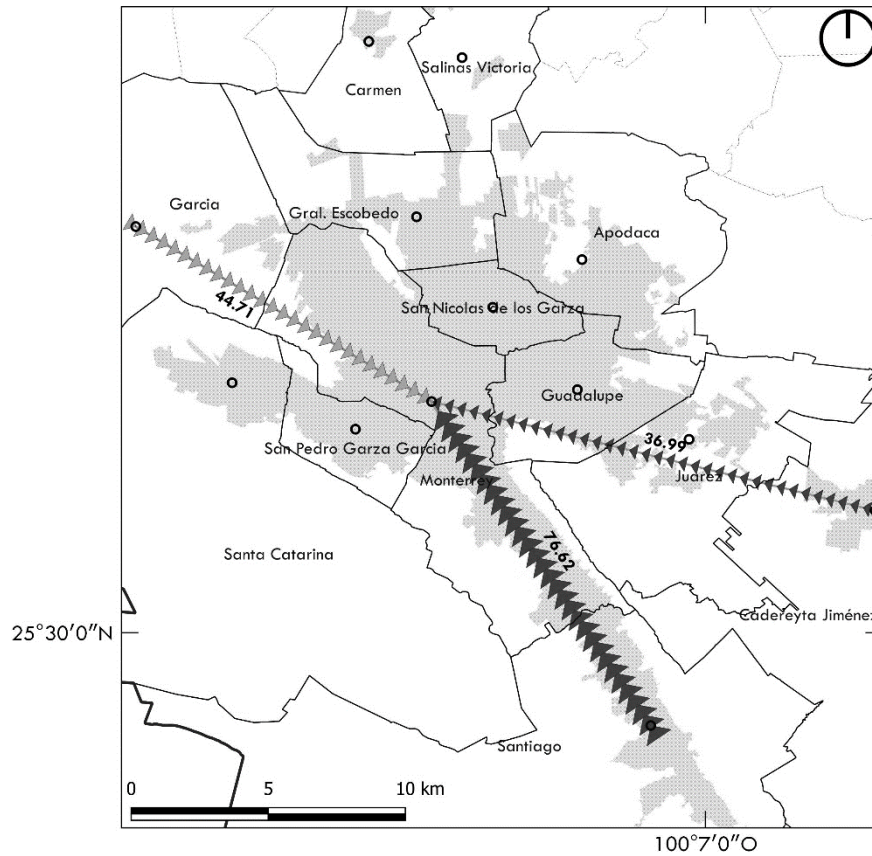 Salinas Victoria
Carmen
Garcia
Gral. Escobedo
Apodaca
44.71
San Nicolas de los Garza
Guadalupe
36.99
San Pedro Garza Garcia
Juarez
Monterrey
76.62
Santa Catarina
Cadereyta Jiménez
25°30'0"N
Santiago
0 5 10 km
100°7'0"O